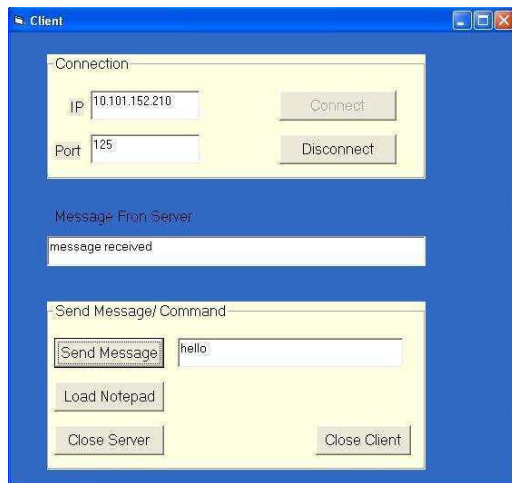 Client
Connection
IP 10.101.152.210 Connect
Port 125 Disconnect
Message Fron Server
message received
Send Message/ Command
Send Message hello
Load Notepad
Close Server Close Client